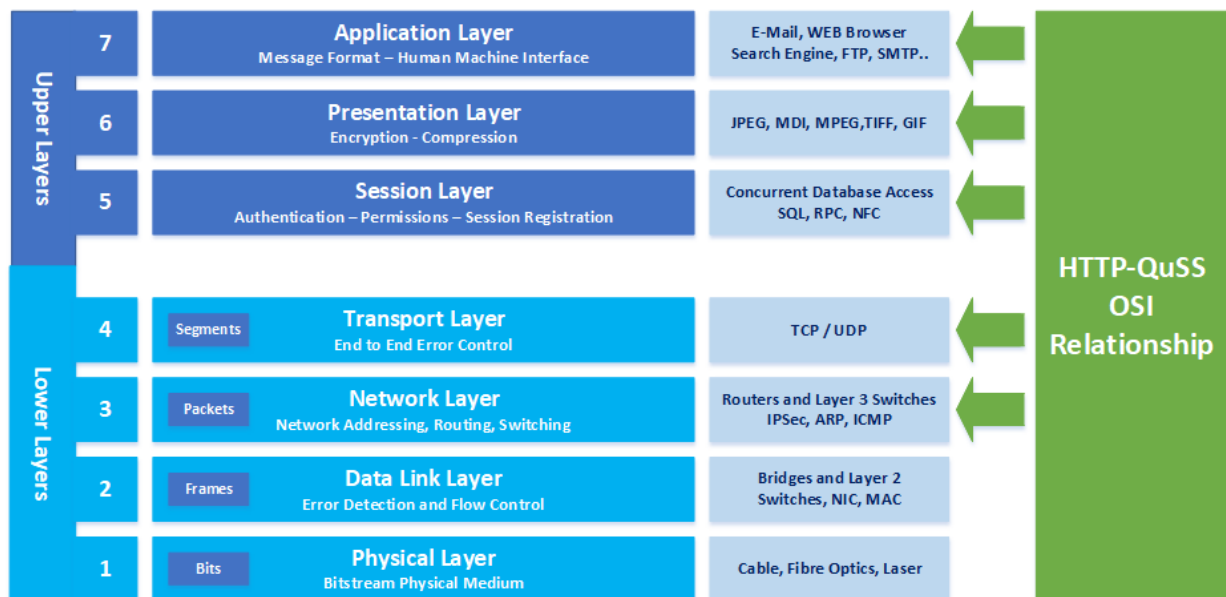 Upper Layers
7
Application Layer
Message Format – Human Machine Interface
E-Mail, WEB Browser
Search Engine, FTP, SMTP..
6
Presentation Layer
Encryption - Compression
JPEG, MDI, MPEG,TIFF, GIF
5
Session Layer
Authentication – Permissions – Session Registration
Concurrent Database Access
SQL, RPC, NFC
Lower Layers
4
Segments
Transport Layer
End to End Error Control
TCP / UDP
3
Packets
Network Layer
Network Addressing, Routing, Switching
Routers and Layer 3 Switches
IPSec, ARP, ICMP
2
Frames
Data Link Layer
Error Detection and Flow Control
Bridges and Layer 2
Switches, NIC, MAC
1
Bits
Physical Layer
Bitstream Physical Medium
Cable, Fibre Optics, Laser
HTTP-QuSS
OSI
Relationship